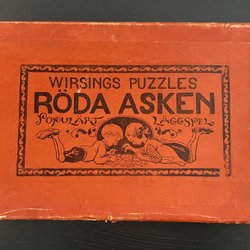 WIRSINGS PUZZLES
RÖDA ASKEN
POPULÄRT LÄGGSPEL